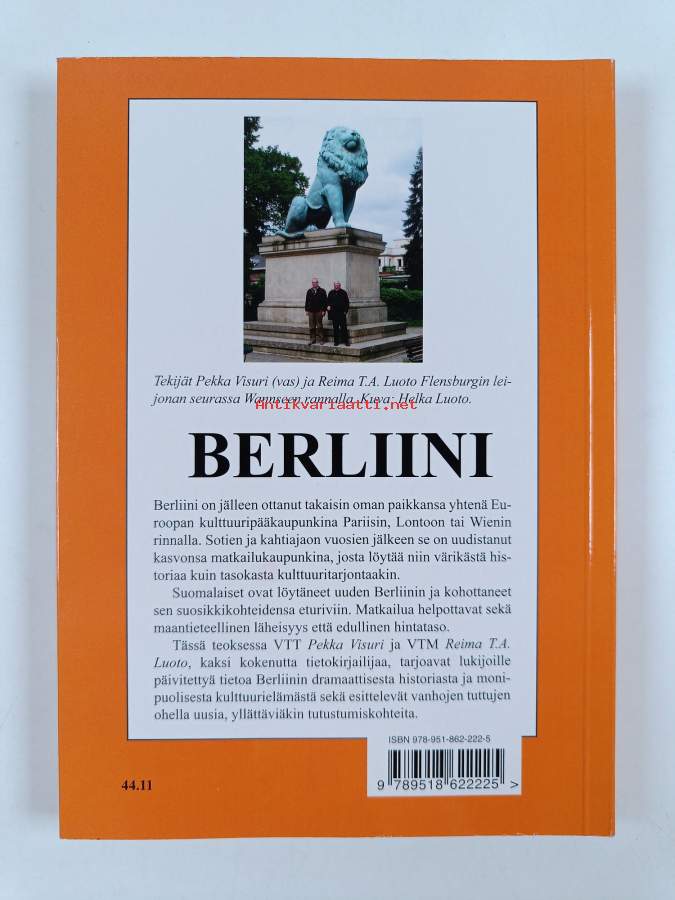 Tekijät Pekka Visuri (vas) ja Reima T.A. Luoto Flensburgin lei-
jonan seurassa Wannseen rannalla. Kuva: Helka Luoto.
Antikvariaatti.net
BERLIINI
Berliini on jälleen ottanut takaisin oman paikkansa yhtenä Eu-
roopan kulttuuripääkaupunkina Pariisin, Lontoon tai Wienin
rinnalla. Sotien ja kahtiajaon vuosien jälkeen se on uudistanut
kasvonsa matkailukaupunkina, josta löytää niin värikästä his-
toriaa kuin tasokasta kulttuuritarjontaakin.
Suomalaiset ovat löytäneet uuden Berliinin ja kohottaneet
sen suosikkikohteidensa eturiviin. Matkailua helpottavat sekä
maantieteellinen läheisyys että edullinen hintataso.
Tässä teoksessa VTT Pekka Visuri ja VTM Reima T.A.
Luoto, kaksi kokenutta tietokirjailijaa, tarjoavat lukijoille
päivitettyä tietoa Berliinin dramaattisesta historiasta ja moni-
puolisesta kulttuurielämästä sekä esittelevät vanhojen tuttujen
ohella uusia, yllättäviäkin tutustumiskohteita.
ISBN 978-951-862-222-5
9 789518 622225 >
44.11